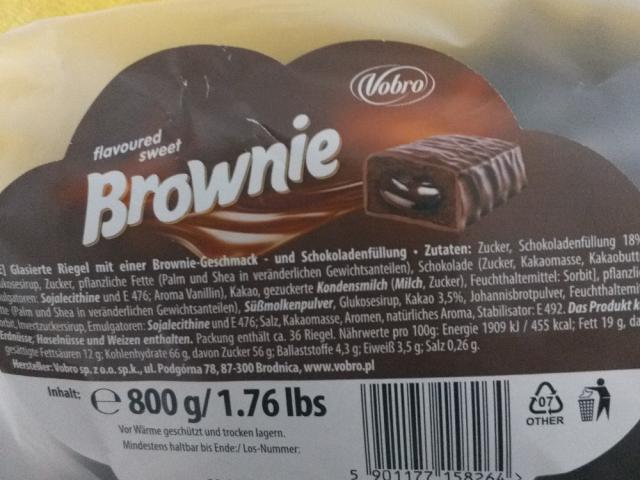 Vobro
flavoured
sweet
Brownie
E) Glasierte Riegel mit einer Brownie-Geschmack - und Schokoladenfüllung • Zutaten: Zucker, Schokoladenfüllung 18%
ukosesirup, Zucker, pflanzliche Fette (Palm und Shea in veränderlichen Gewichtsanteilen), Schokolade (Zucker, Kakaomasse, Kakaobutt
ulgatoren: Sojalecithine und E 476; Aroma Vanillin), Kakao, gezuckerte Kondensmilch (Milch, Zucker), Feuchthaltemittel: Sorbit], pflanzl
te (Palm und Shea in veränderlichen Gewichtsanteilen), Süßmolkenpulver, Glukosesirup, Kakao 3,5%, Johannisbrotpulver, Feuchthaltemi
rbit, Invertzuckersirup, Emulgatoren: Sojalecithine und E 476; Salz, Kakaomasse, Aromen, natürliches Aroma, Stabilisator: E 492. Das Produkt k
Erdnüsse, Haselnüsse und Weizen enthalten. Packung enthält ca. 36 Riegel. Nährwerte pro 100g: Energie 1909 kJ / 455 kcal; Fett 19 g, da
gesättigte Fettsäuren 12 g; Kohlenhydrate 66 g, davon Zucker 56 g; Ballaststoffe 4,3 g; Eiweiß 3,5 g; Salz 0,26 g.
Hersteller: Vobro sp. z o.o. sp.k., ul. Podgórna 78, 87-300 Brodnica, www.vobro.pl
Inhalt: ℮ 800 g/ 1.76 lbs
Vor Wärme geschützt und trocken lagern.
Mindestens haltbar bis Ende:/ Los-Nummer:
07
OTHER
5 901177 158264 >